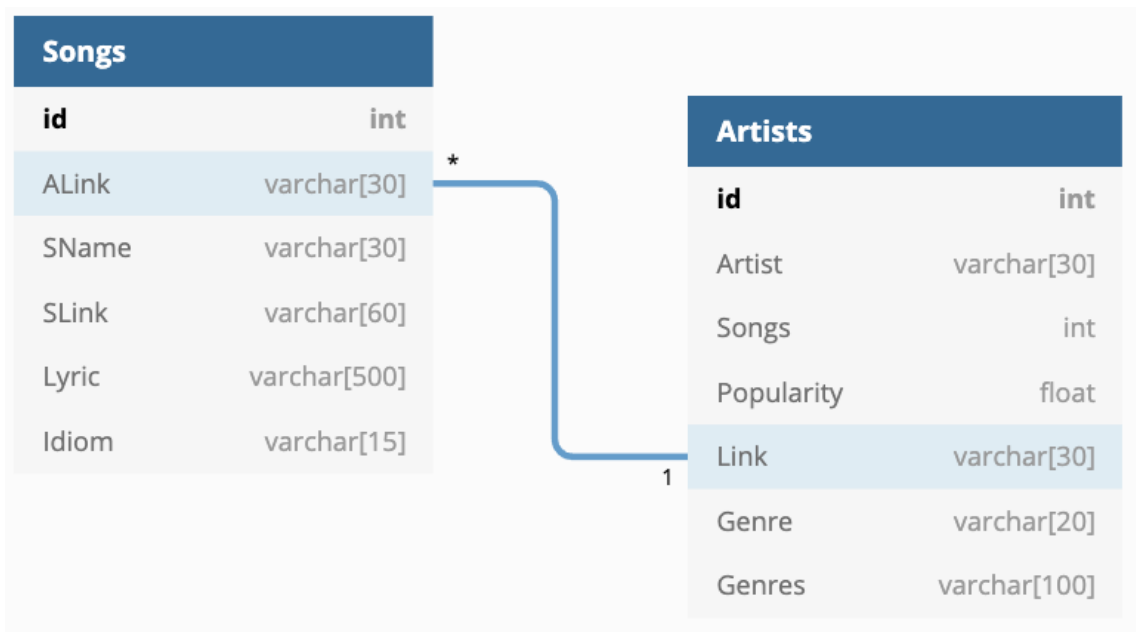 Songs
id int
ALink varchar[30]
SName varchar[30]
SLink varchar[60]
Lyric varchar[500]
Idiom varchar[15]
*
1
Artists
id int
Artist varchar[30]
Songs int
Popularity float
Link varchar[30]
Genre varchar[20]
Genres varchar[100]